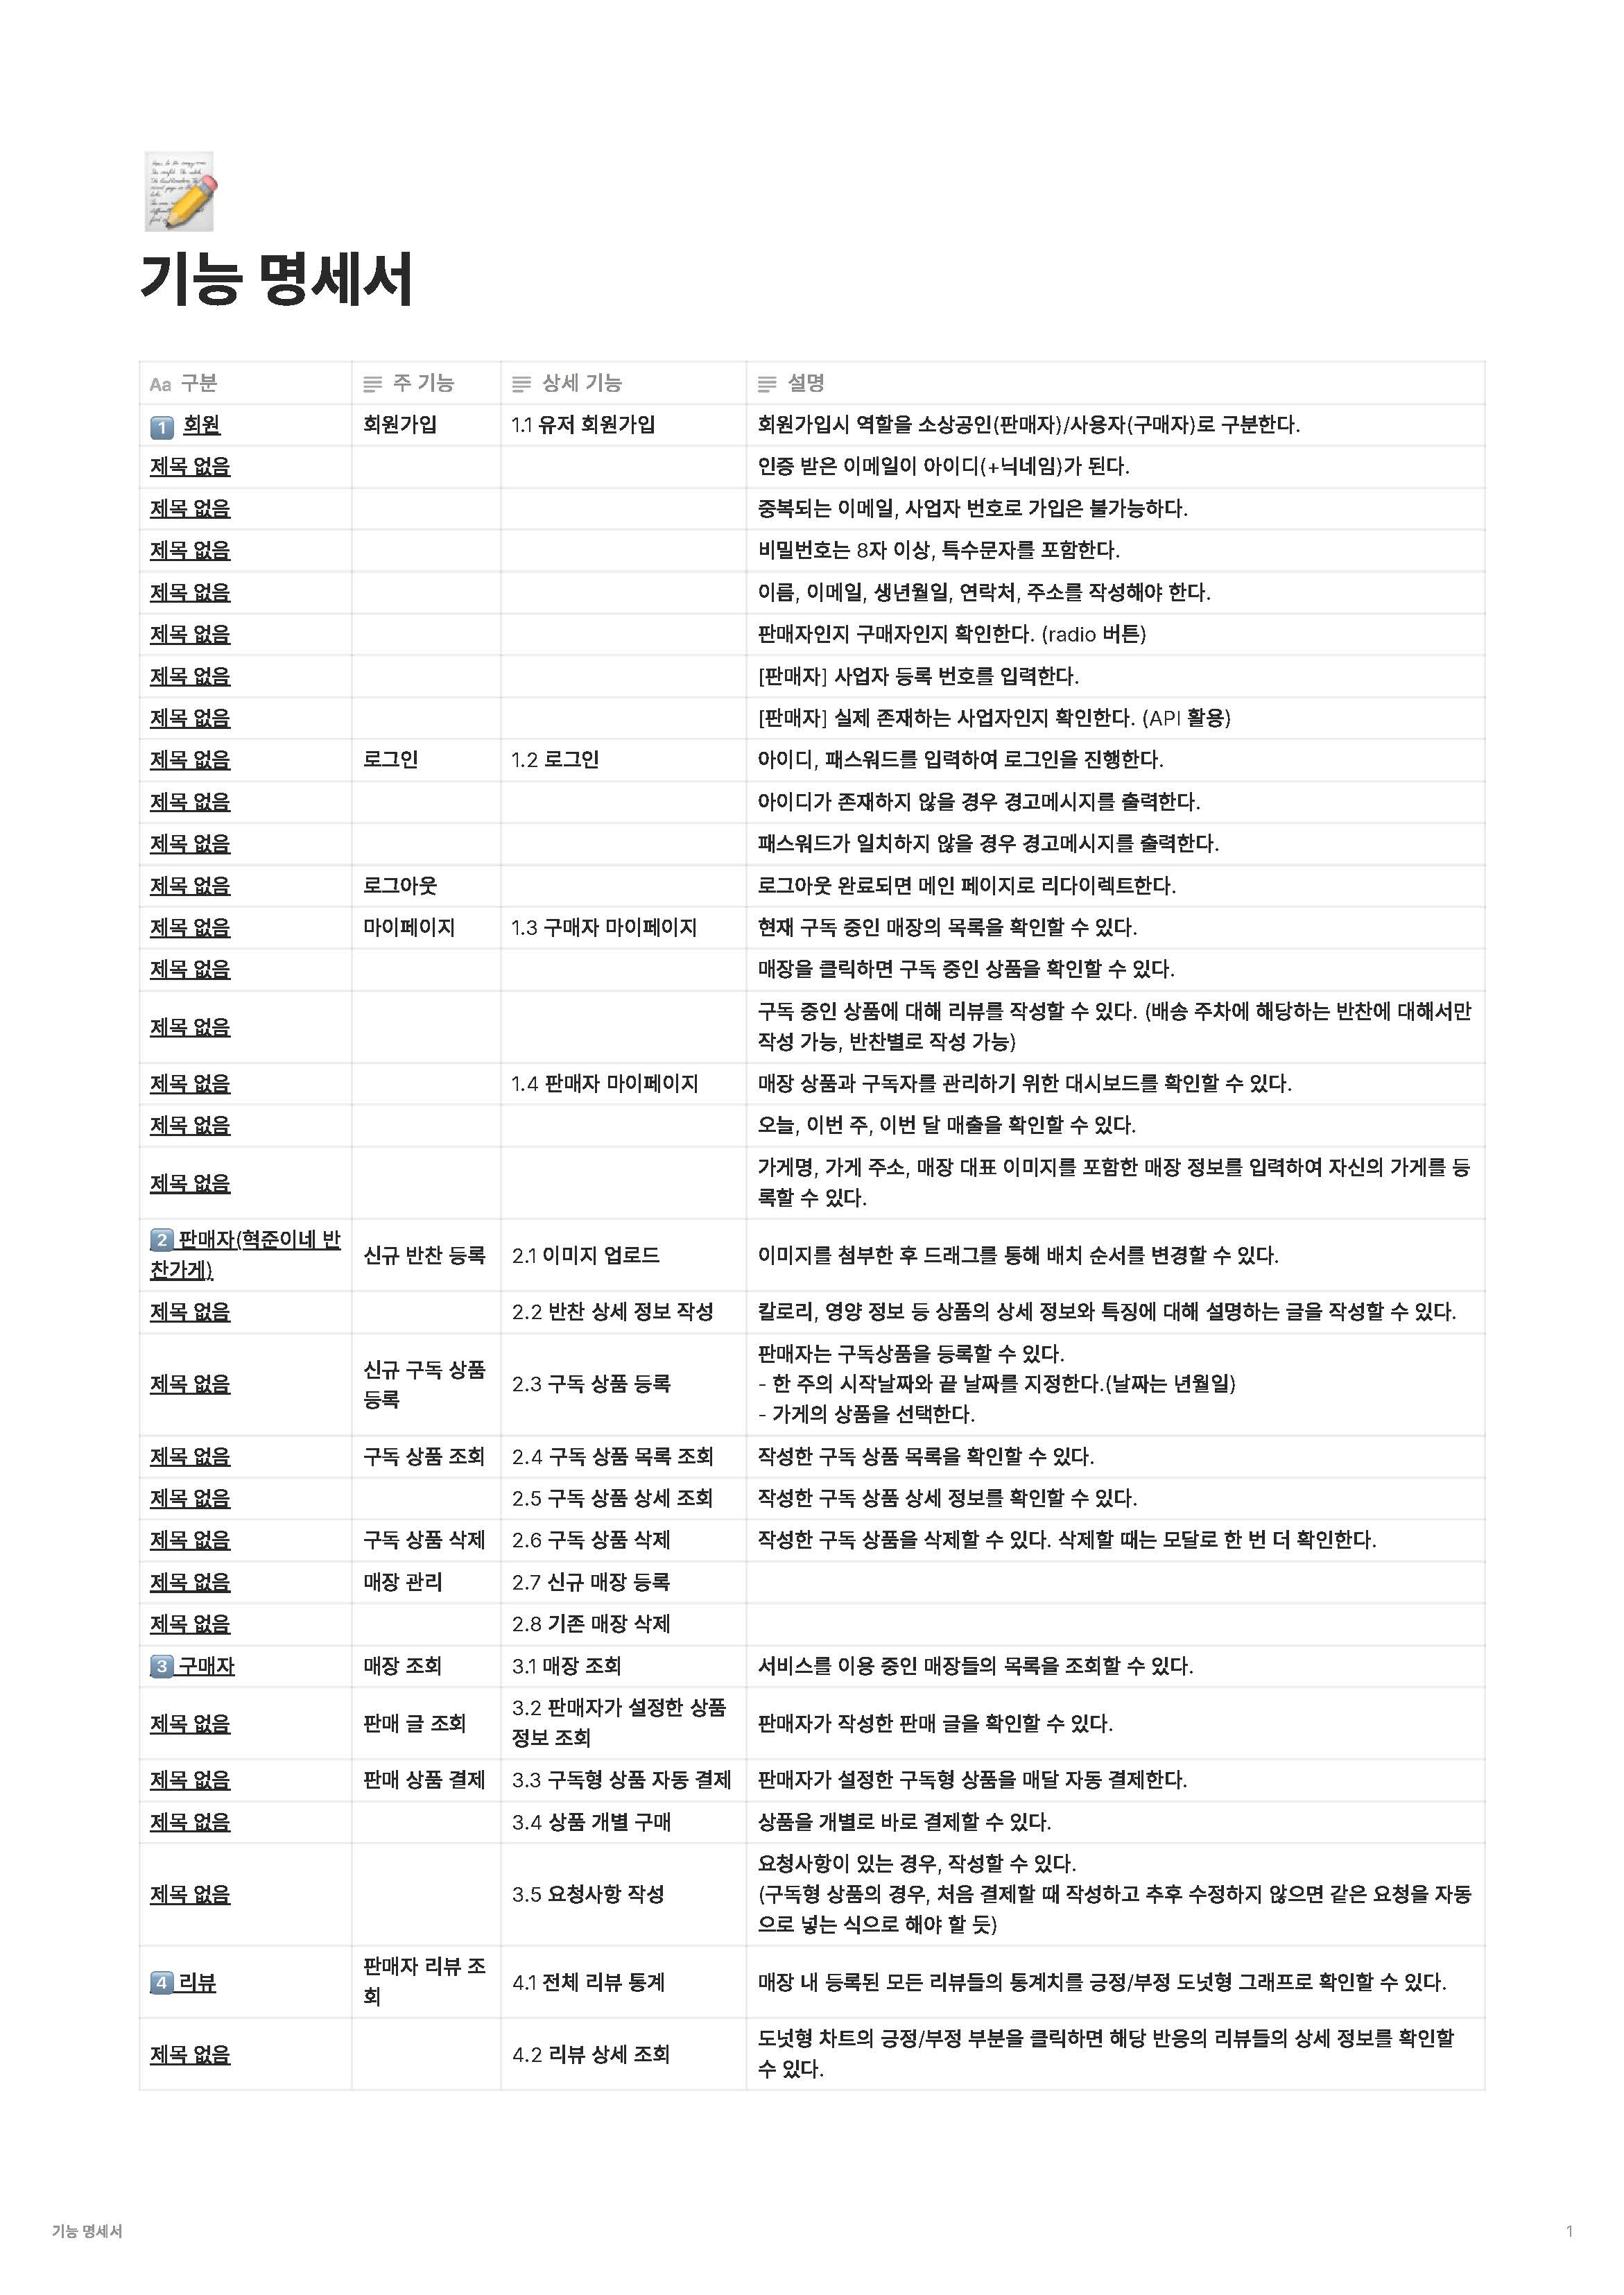 기능 명세서
Aa 구분 주 기능 상세 기능 설명
1 회원 회원가입 1.1 유저 회원가입 회원가입시 역할을 소상공인(판매자)/사용자(구매자)로 구분한다.
제목 없음 인증 받은 이메일이 아이디(+닉네임)가 된다.
제목 없음 중복되는 이메일, 사업자 번호로 가입은 불가능하다.
제목 없음 비밀번호는 8자 이상, 특수문자를 포함한다.
제목 없음 이름, 이메일, 생년월일, 연락처, 주소를 작성해야 한다.
제목 없음 판매자인지 구매자인지 확인한다. (radio 버튼)
제목 없음 [판매자] 사업자 등록 번호를 입력한다.
제목 없음 [판매자] 실제 존재하는 사업자인지 확인한다. (API 활용)
제목 없음 로그인 1.2 로그인 아이디, 패스워드를 입력하여 로그인을 진행한다.
제목 없음 아이디가 존재하지 않을 경우 경고메시지를 출력한다.
제목 없음 패스워드가 일치하지 않을 경우 경고메시지를 출력한다.
제목 없음 로그아웃 로그아웃 완료되면 메인 페이지로 리다이렉트한다.
제목 없음 마이페이지 1.3 구매자 마이페이지 현재 구독 중인 매장의 목록을 확인할 수 있다.
제목 없음 매장을 클릭하면 구독 중인 상품을 확인할 수 있다.
제목 없음 구독 중인 상품에 대해 리뷰를 작성할 수 있다. (배송 주차에 해당하는 반찬에 대해서만
작성 가능, 반찬별로 작성 가능)
제목 없음 1.4 판매자 마이페이지 매장 상품과 구독자를 관리하기 위한 대시보드를 확인할 수 있다.
제목 없음 오늘, 이번 주, 이번 달 매출을 확인할 수 있다.
제목 없음 가게명, 가게 주소, 매장 대표 이미지를 포함한 매장 정보를 입력하여 자신의 가게를 등
록할 수 있다.
2 판매자(혁준이네 반
찬가게) 신규 반찬 등록 2.1 이미지 업로드 이미지를 첨부한 후 드래그를 통해 배치 순서를 변경할 수 있다.
제목 없음 2.2 반찬 상세 정보 작성 칼로리, 영양 정보 등 상품의 상세 정보와 특징에 대해 설명하는 글을 작성할 수 있다.
제목 없음 신규 구독 상품
등록 2.3 구독 상품 등록 판매자는 구독상품을 등록할 수 있다.
- 한 주의 시작날짜와 끝 날짜를 지정한다.(날짜는 년월일)
- 가게의 상품을 선택한다.
제목 없음 구독 상품 조회 2.4 구독 상품 목록 조회 작성한 구독 상품 목록을 확인할 수 있다.
제목 없음 2.5 구독 상품 상세 조회 작성한 구독 상품 상세 정보를 확인할 수 있다.
제목 없음 구독 상품 삭제 2.6 구독 상품 삭제 작성한 구독 상품을 삭제할 수 있다. 삭제할 때는 모달로 한 번 더 확인한다.
제목 없음 매장 관리 2.7 신규 매장 등록
제목 없음 2.8 기존 매장 삭제
3 구매자 매장 조회 3.1 매장 조회 서비스를 이용 중인 매장들의 목록을 조회할 수 있다.
제목 없음 판매 글 조회 3.2 판매자가 설정한 상품
정보 조회 판매자가 작성한 판매 글을 확인할 수 있다.
제목 없음 판매 상품 결제 3.3 구독형 상품 자동 결제 판매자가 설정한 구독형 상품을 매달 자동 결제한다.
제목 없음 3.4 상품 개별 구매 상품을 개별로 바로 결제할 수 있다.
제목 없음 3.5 요청사항 작성 요청사항이 있는 경우, 작성할 수 있다.
(구독형 상품의 경우, 처음 결제할 때 작성하고 추후 수정하지 않으면 같은 요청을 자동
으로 넣는 식으로 해야 할 듯)
4 리뷰 판매자 리뷰 조
회 4.1 전체 리뷰 통계 매장 내 등록된 모든 리뷰들의 통계치를 긍정/부정 도넛형 그래프로 확인할 수 있다.
제목 없음 4.2 리뷰 상세 조회 도넛형 차트의 긍정/부정 부분을 클릭하면 해당 반응의 리뷰들의 상세 정보를 확인할
수 있다.
기능 명세서 1